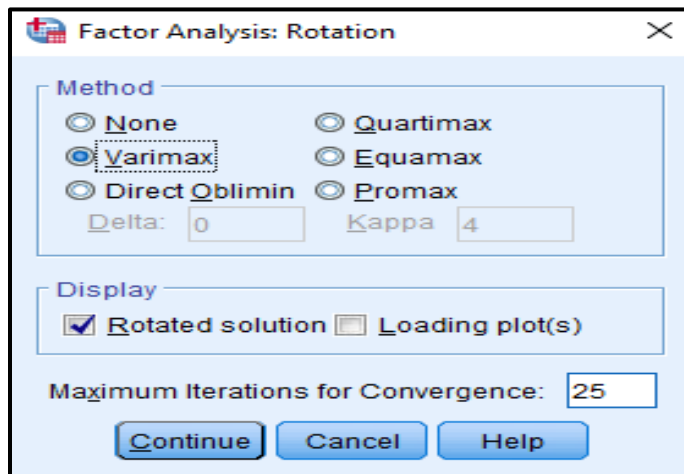 Factor Analysis: Rotation
Method
None Quartimax
Varimax Equamax
Direct Oblimin Promax
Delta: 0 Kappa 4
Display
Rotated solution Loading plot(s)
Maximum Iterations for Convergence: 25
Continue Cancel Help